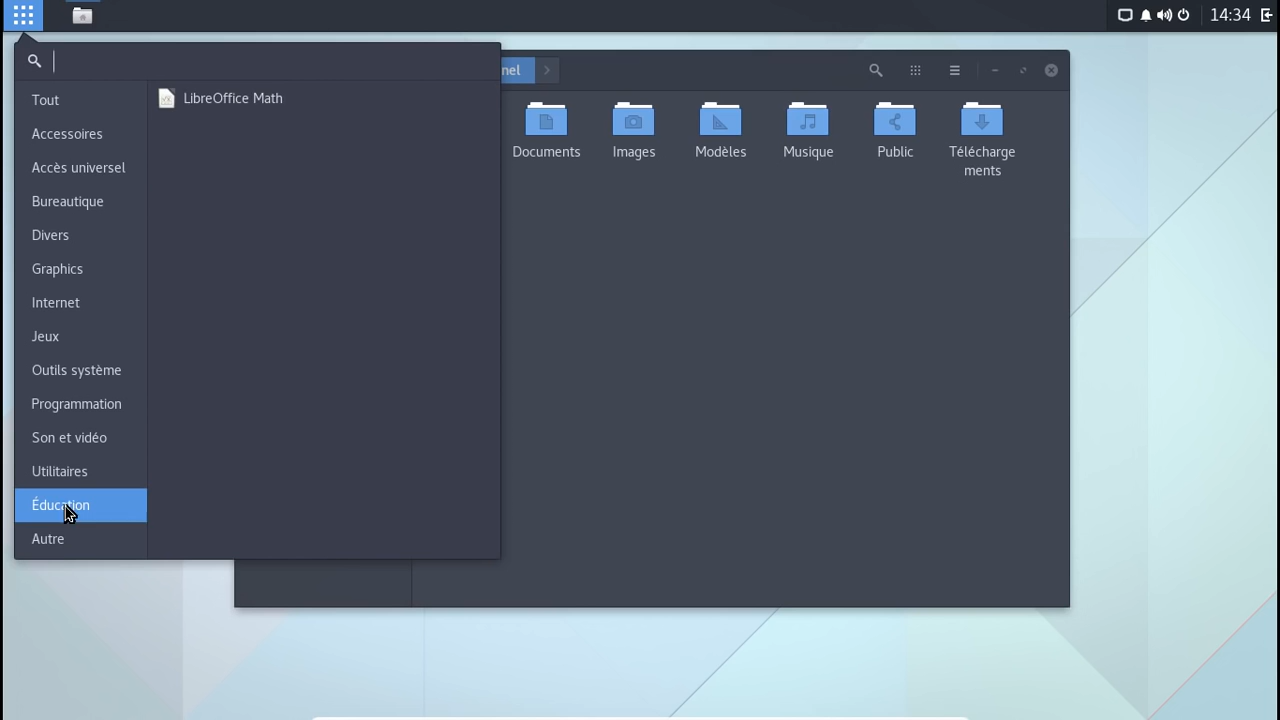 14:34
nel
Tout
Accessoires
Accès universel
Bureautique
Divers
Graphics
Internet
Jeux
Outils système
Programmation
Son et vidéo
Utilitaires
Éducation
Autre
LibreOffice Math
Documents
Images
Modèles
Musique
Public
Télécharge
ments